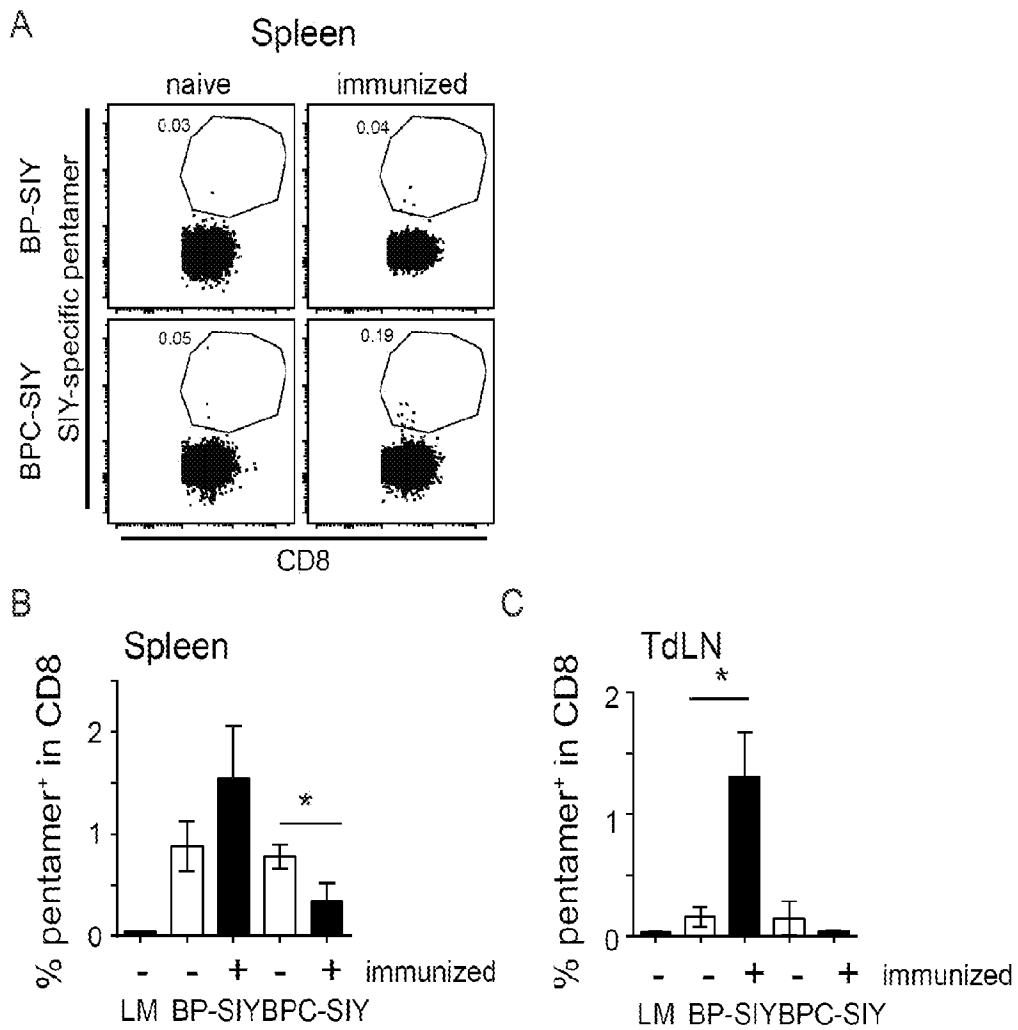 A
Spleen
naive immunized
BP-SIY
BPC-SIY
SIY-specific pentamer
0.03
0.04
0.05
0.19
CD8
B
Spleen
% pentamer+ in CD8
2
1
0
*
- - + - + immunized
LM BP-SIY BPC-SIY
C
TdLN
% pentamer+ in CD8
2
1
0
*
- - + - + immunized
LM BP-SIY BPC-SIY